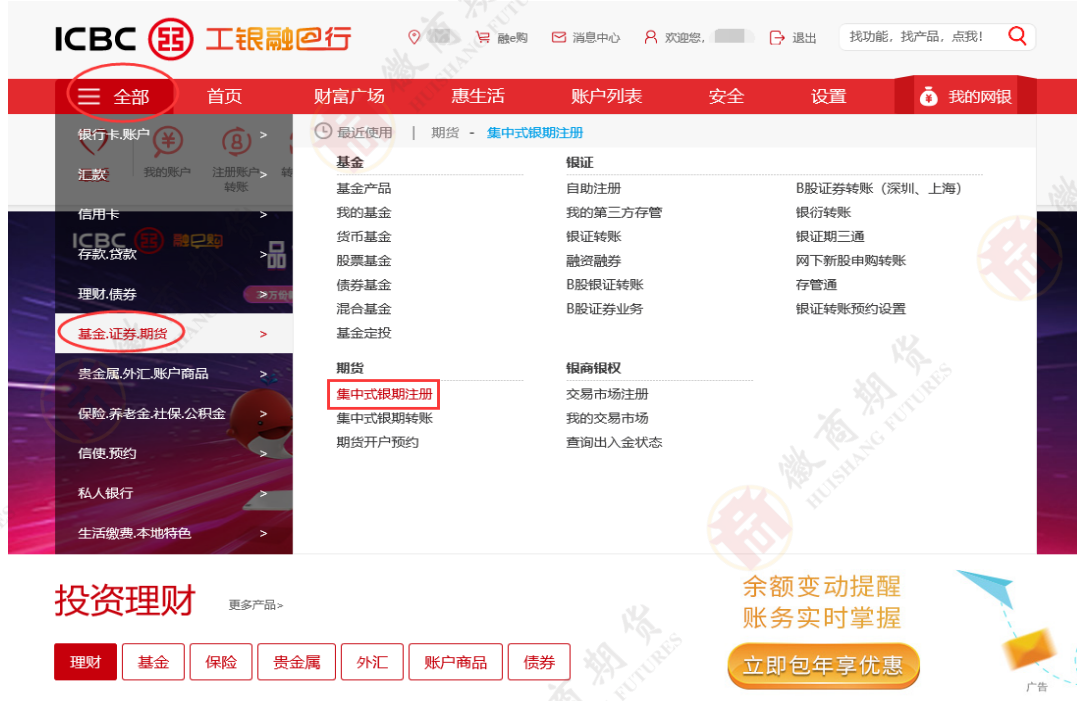 ICBC 工银融e行
融e购 消息中心 欢迎您, 退出 找功能，找产品，点我!
全部 首页 财富广场 惠生活 账户列表 安全 设置 我的网银
银行卡.账户 >
汇款 >
信用卡 >
存款.贷款 >
理财.债券 >
基金.证券.期货 >
贵金属.外汇.账户商品 >
保险.养老金.社保.公积金 >
信使.预约 >
私人银行 >
生活缴费.本地特色 >
我的账户
注册账户
转账
ICBC 融e购
最近使用 | 期货 - 集中式银期注册
基金
基金产品
我的基金
货币基金
股票基金
债券基金
混合基金
基金定投
银证
自助注册
我的第三方存管
银证转账
融资融券
B股银证转账
B股证券业务
B股证券转账（深圳、上海）
银衍转账
银证期三通
网下新股申购转账
存管通
银证转账预约设置
期货
集中式银期注册
集中式银期转账
期货开户预约
银商银权
交易市场注册
我的交易市场
查询出入金状态
投资理财 更多产品>
理财 基金 保险 贵金属 外汇 账户商品 债券
余额变动提醒
账务实时掌握
立即包年享优惠
广告
徽商期货
HUISHANG FUTURES